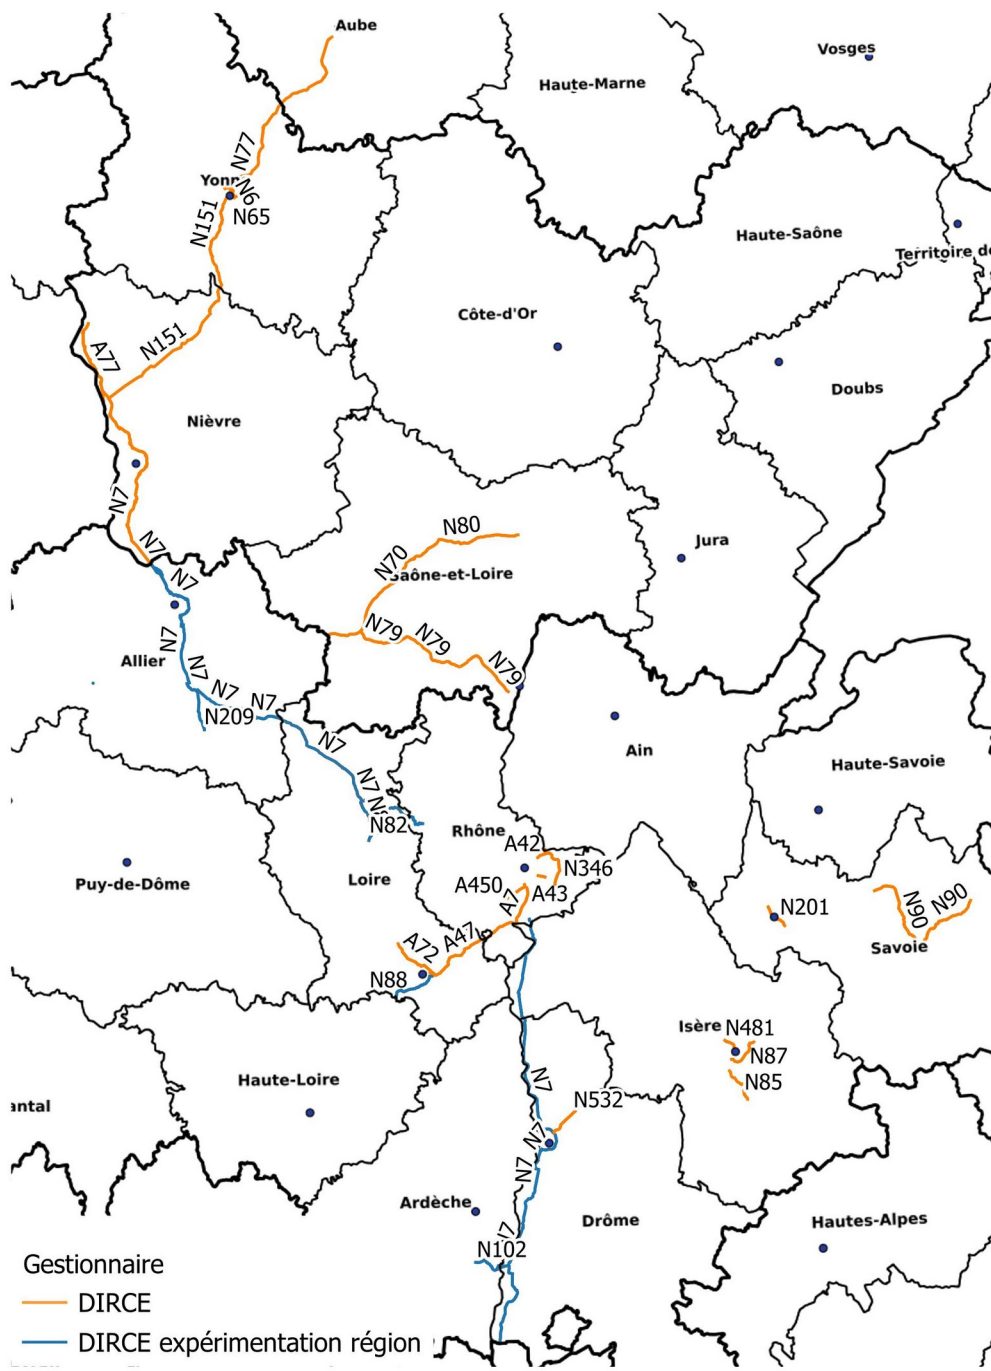 Aube
Vosges
Haute-Marne
N77
Yonn
N6
N65
N151
Haute-Saône
Territoire de
Côte-d'Or
N151
A77
Doubs
Nièvre
N7
N80
N7
Jura
N70
Saône-et-Loire
N7
N79
N79
N7
Allier
N79
N7
N7
N7
N209
N7
Ain
Haute-Savoie
N7
N82
Rhône
A42
N346
Puy-de-Dôme
Loire
A450
A43
A7
N90
N90
N201
A47
A72
Savoie
N88
Isère
N481
N87
Haute-Loire
N85
N7
N532
antal
N7
N7
Ardèche
Drôme
Hautes-Alpes
N7
N102
Gestionnaire
DIRCE
DIRCE expérimentation région